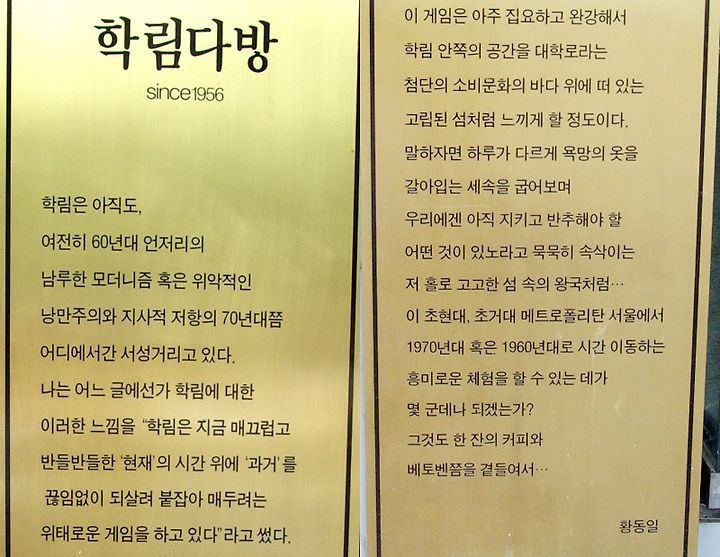 학림다방
since1956
학림은 아직도,
여전히 60년대 언저리의
남루한 모더니즘 혹은 위악적인
낭만주의와 지사적 저항의 70년대쯤
어디에서간 서성거리고 있다.
나는 어느 글에선가 학림에 대한
이러한 느낌을 “학림은 지금 매끄럽고
반들반들한 ‘현재’의 시간 위에 ‘과거’를
끊임없이 되살려 붙잡아 매두려는
위태로운 게임을 하고 있다”라고 썼다.
이 게임은 아주 집요하고 완강해서
학림 안쪽의 공간을 대학로라는
첨단의 소비문화의 바다 위에 떠 있는
고립된 섬처럼 느끼게 할 정도이다.
말하자면 하루가 다르게 욕망의 옷을
갈아입는 세속을 굽어보며
우리에겐 아직 지키고 반추해야 할
어떤 것이 있노라고 묵묵히 속삭이는
저 홀로 고고한 섬 속의 왕국처럼…
이 초현대, 초거대 메트로폴리탄 서울에서
1970년대 혹은 1960년대로 시간 이동하는
흥미로운 체험을 할 수 있는 데가
몇 군데나 되겠는가?
그것도 한 잔의 커피와
베토벤쯤을 곁들여서…
황동일